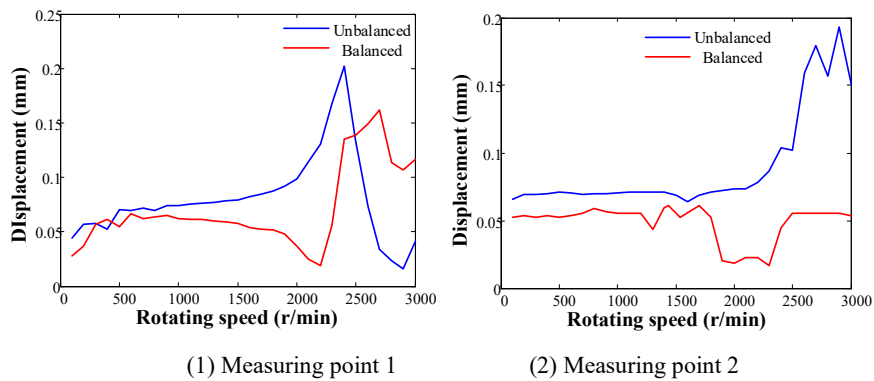 0.25
0.2
0.15
0.1
0.05
0
Unbalanced
Balanced
DIsplacement (mm)
0 500 1000 1500 2000 2500 3000
Rotating speed (r/min)
(1) Measuring point 1
0.2
0.15
0.1
0.05
0
Unbalanced
Balanced
Displacement (mm)
0 500 1000 1500 2000 2500 3000
Rotating speed (r/min)
(2) Measuring point 2